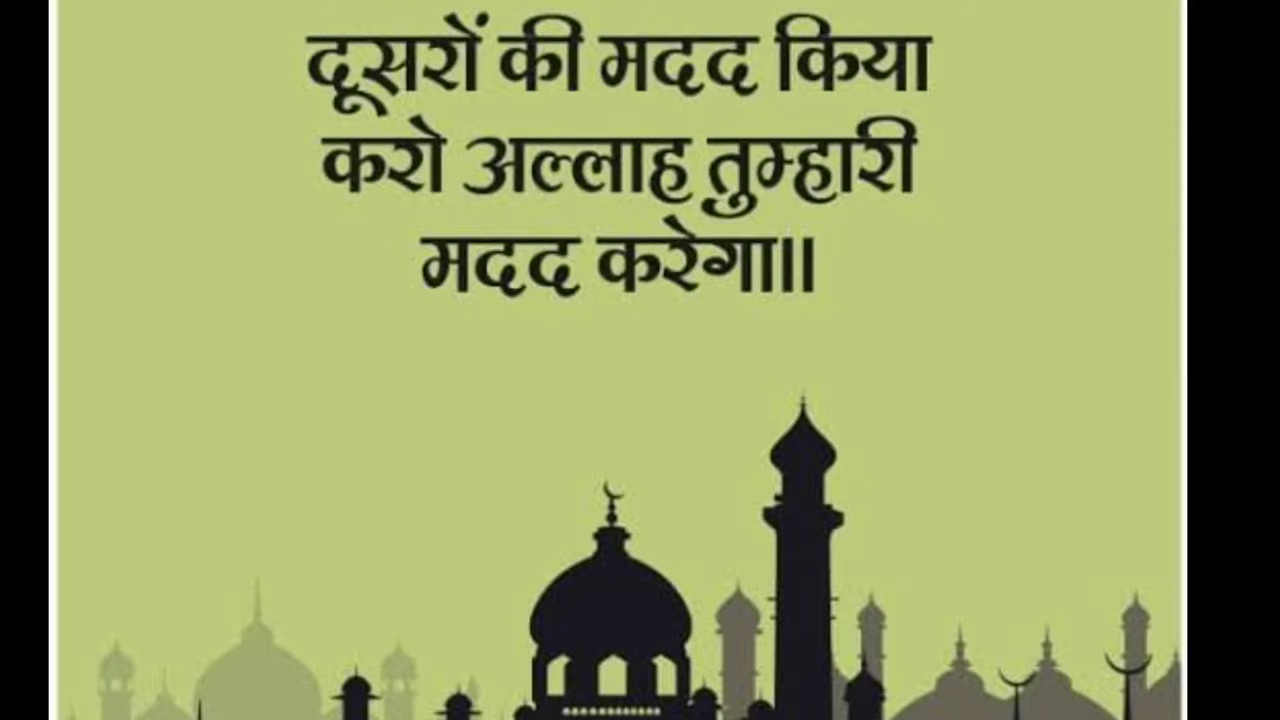 दूसरों की मदद किया
करो अल्लाह तुम्हारी
मदद करेगा॥